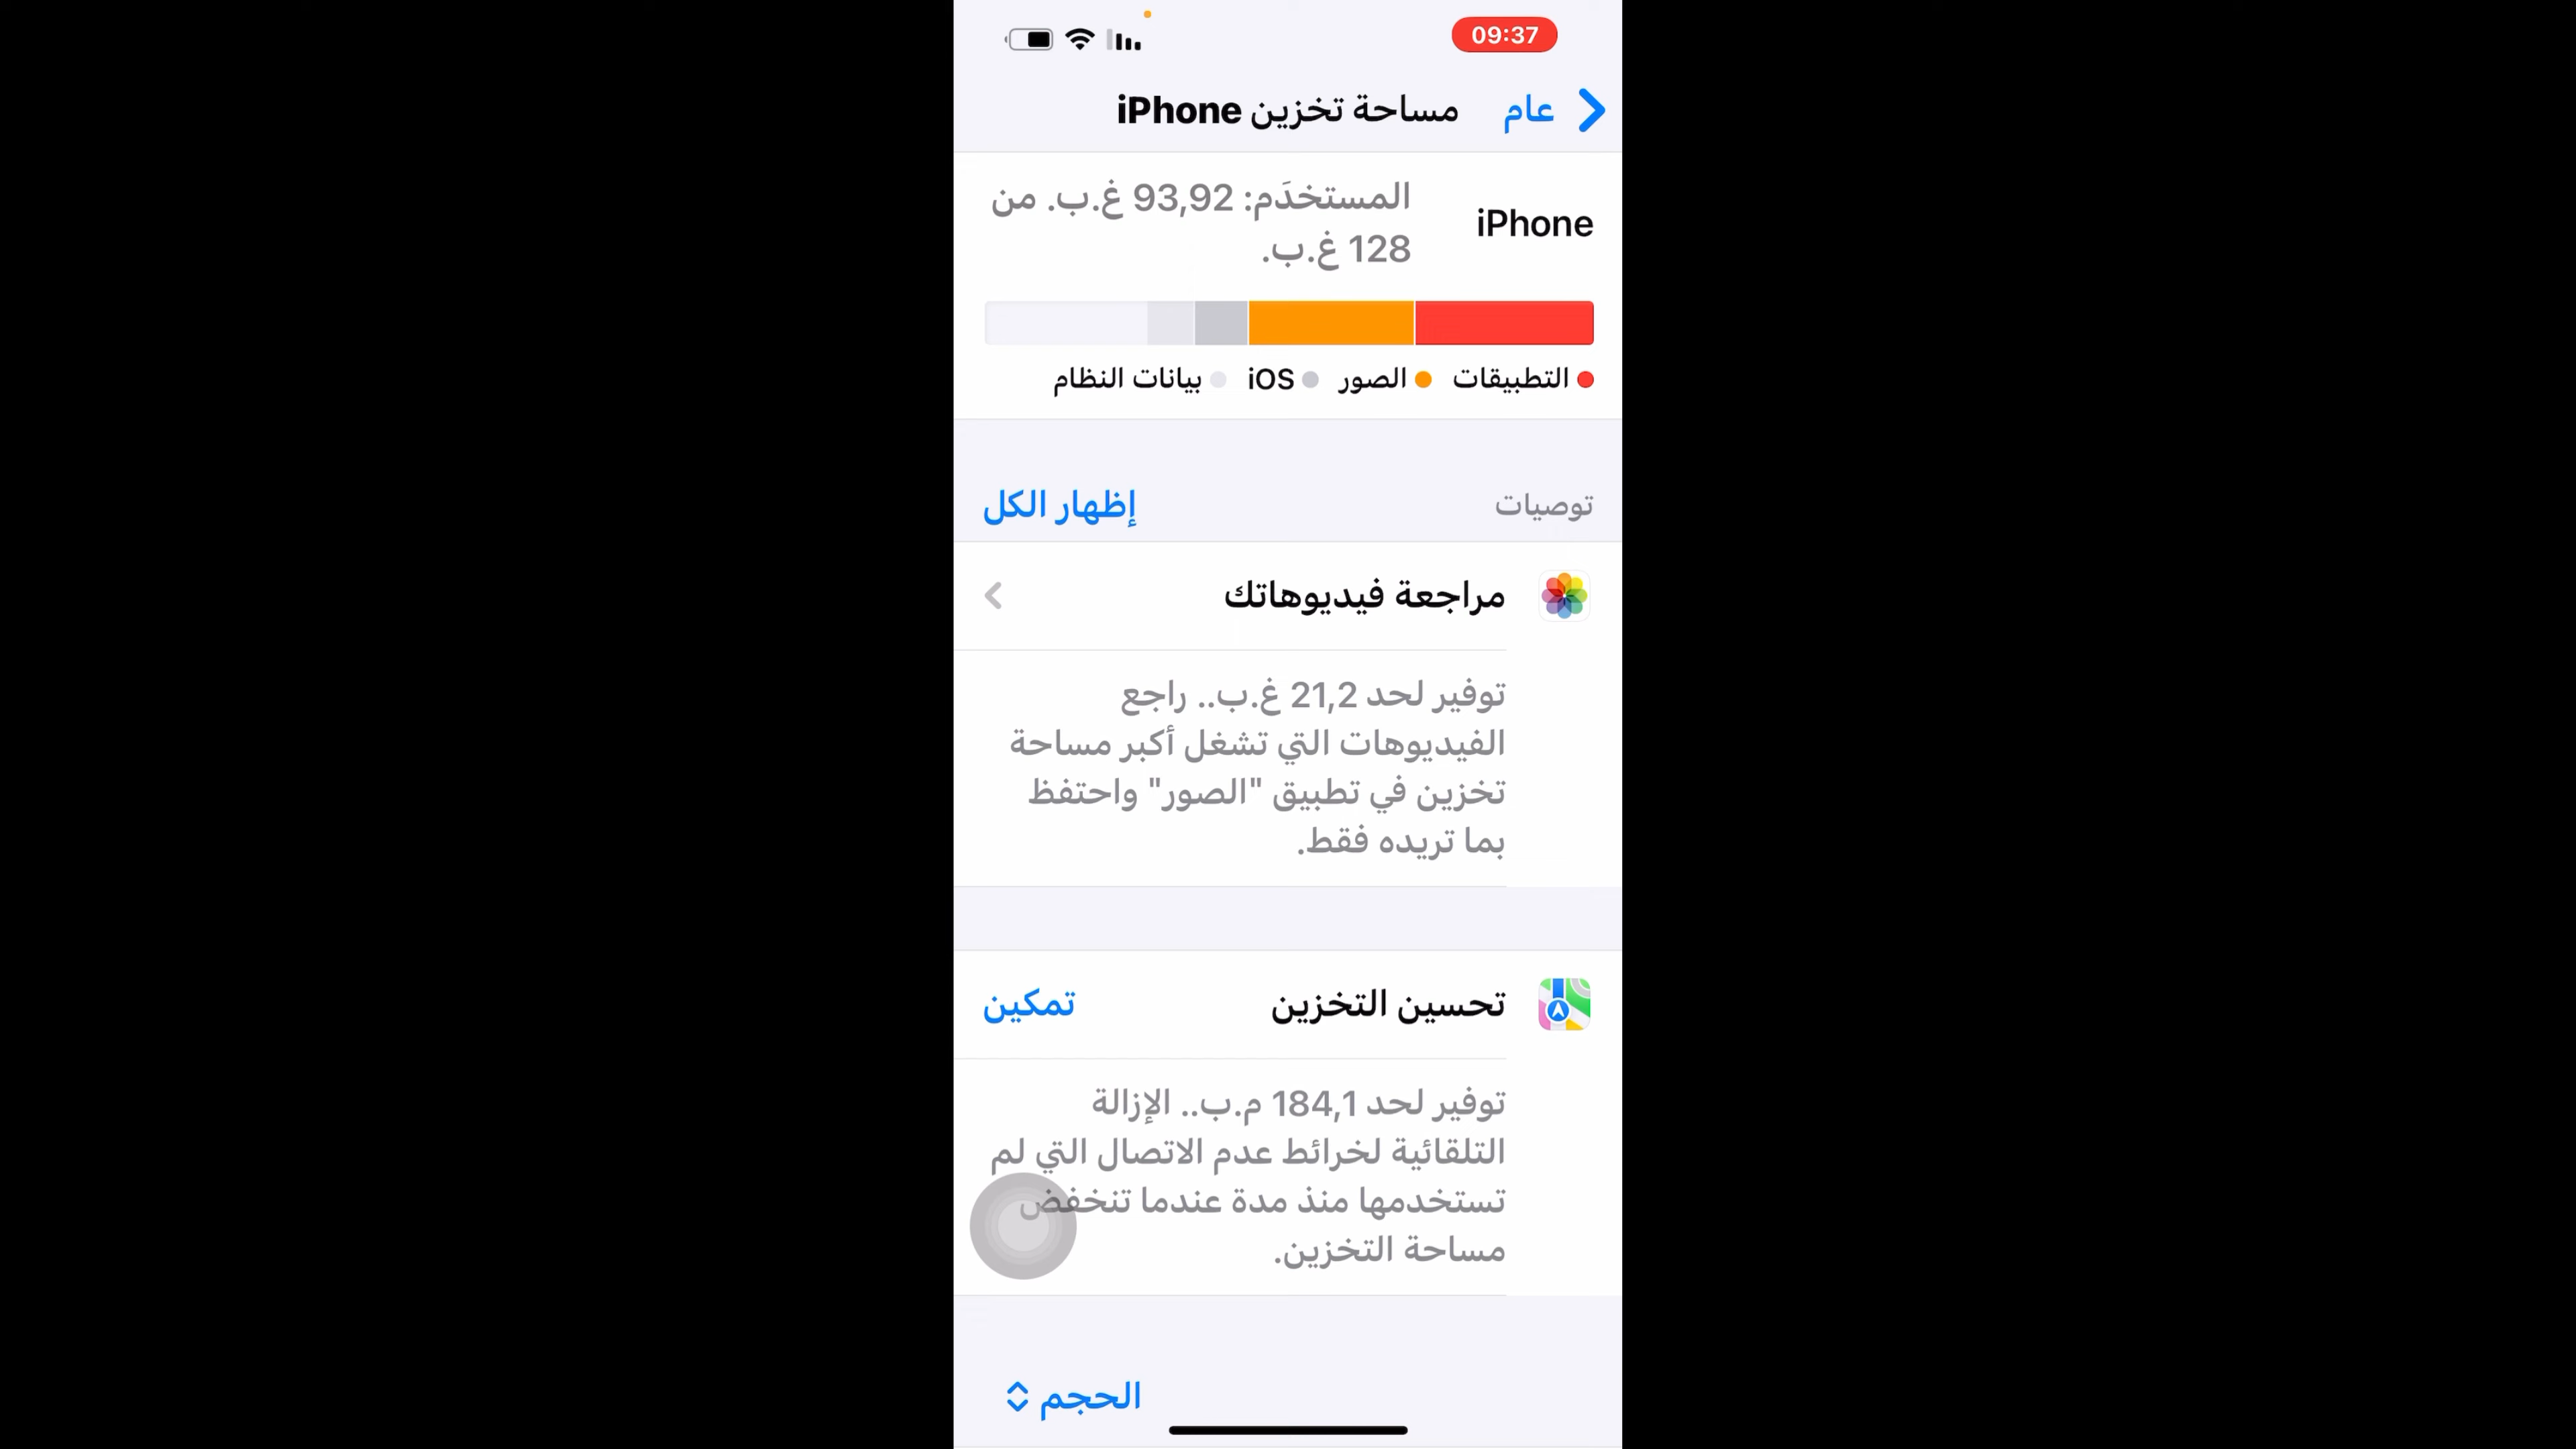 09:37
عام
مساحة تخزين iPhone
iPhone
المستخدَم: 93,92 غ.ب. من
128 غ.ب.
التطبيقات
الصور
iOS
بيانات النظام
توصيات
إظهار الكل
مراجعة فيديوهاتك
توفير لحد 21,2 غ.ب.. راجع
الفيديوهات التي تشغل أكبر مساحة
تخزين في تطبيق "الصور" واحتفظ
بما تريده فقط.
تحسين التخزين
تمكين
توفير لحد 184,1 م.ب.. الإزالة
التلقائية لخرائط عدم الاتصال التي لم
تستخدمها منذ مدة عندما تنخفض
مساحة التخزين.
الحجم